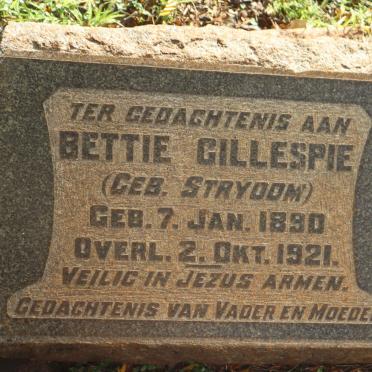 TER GEDACHTENIS AAN
BETTIE GILLESPIE
(GEB. STRYDOM)
GEB. 7. JAN. 1890
OVERL. 2. OKT. 1921.
VEILIG IN JEZUS ARMEN.
GEDACHTENIS VAN VADER EN MOEDER